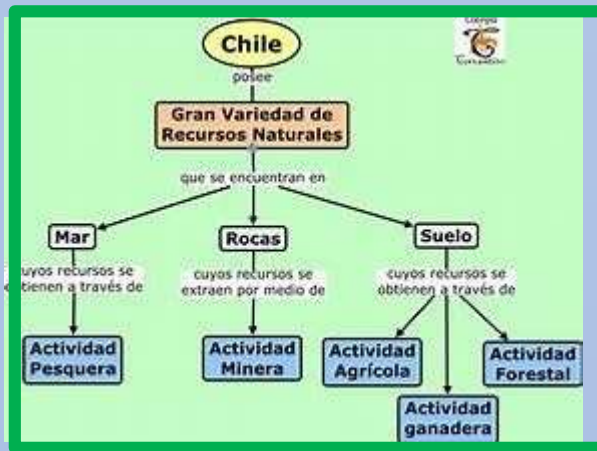 Chile
posee
Gran Variedad de
Recursos Naturales
que se encuentran en
Mar
Rocas
Suelo
cuyos recursos se
obtienen a través de
cuyos recursos se
extraen por medio de
cuyos recursos se
obtienen a través de
Actividad
Pesquera
Actividad
Minera
Actividad
Agrícola
Actividad
Forestal
Actividad
ganadera